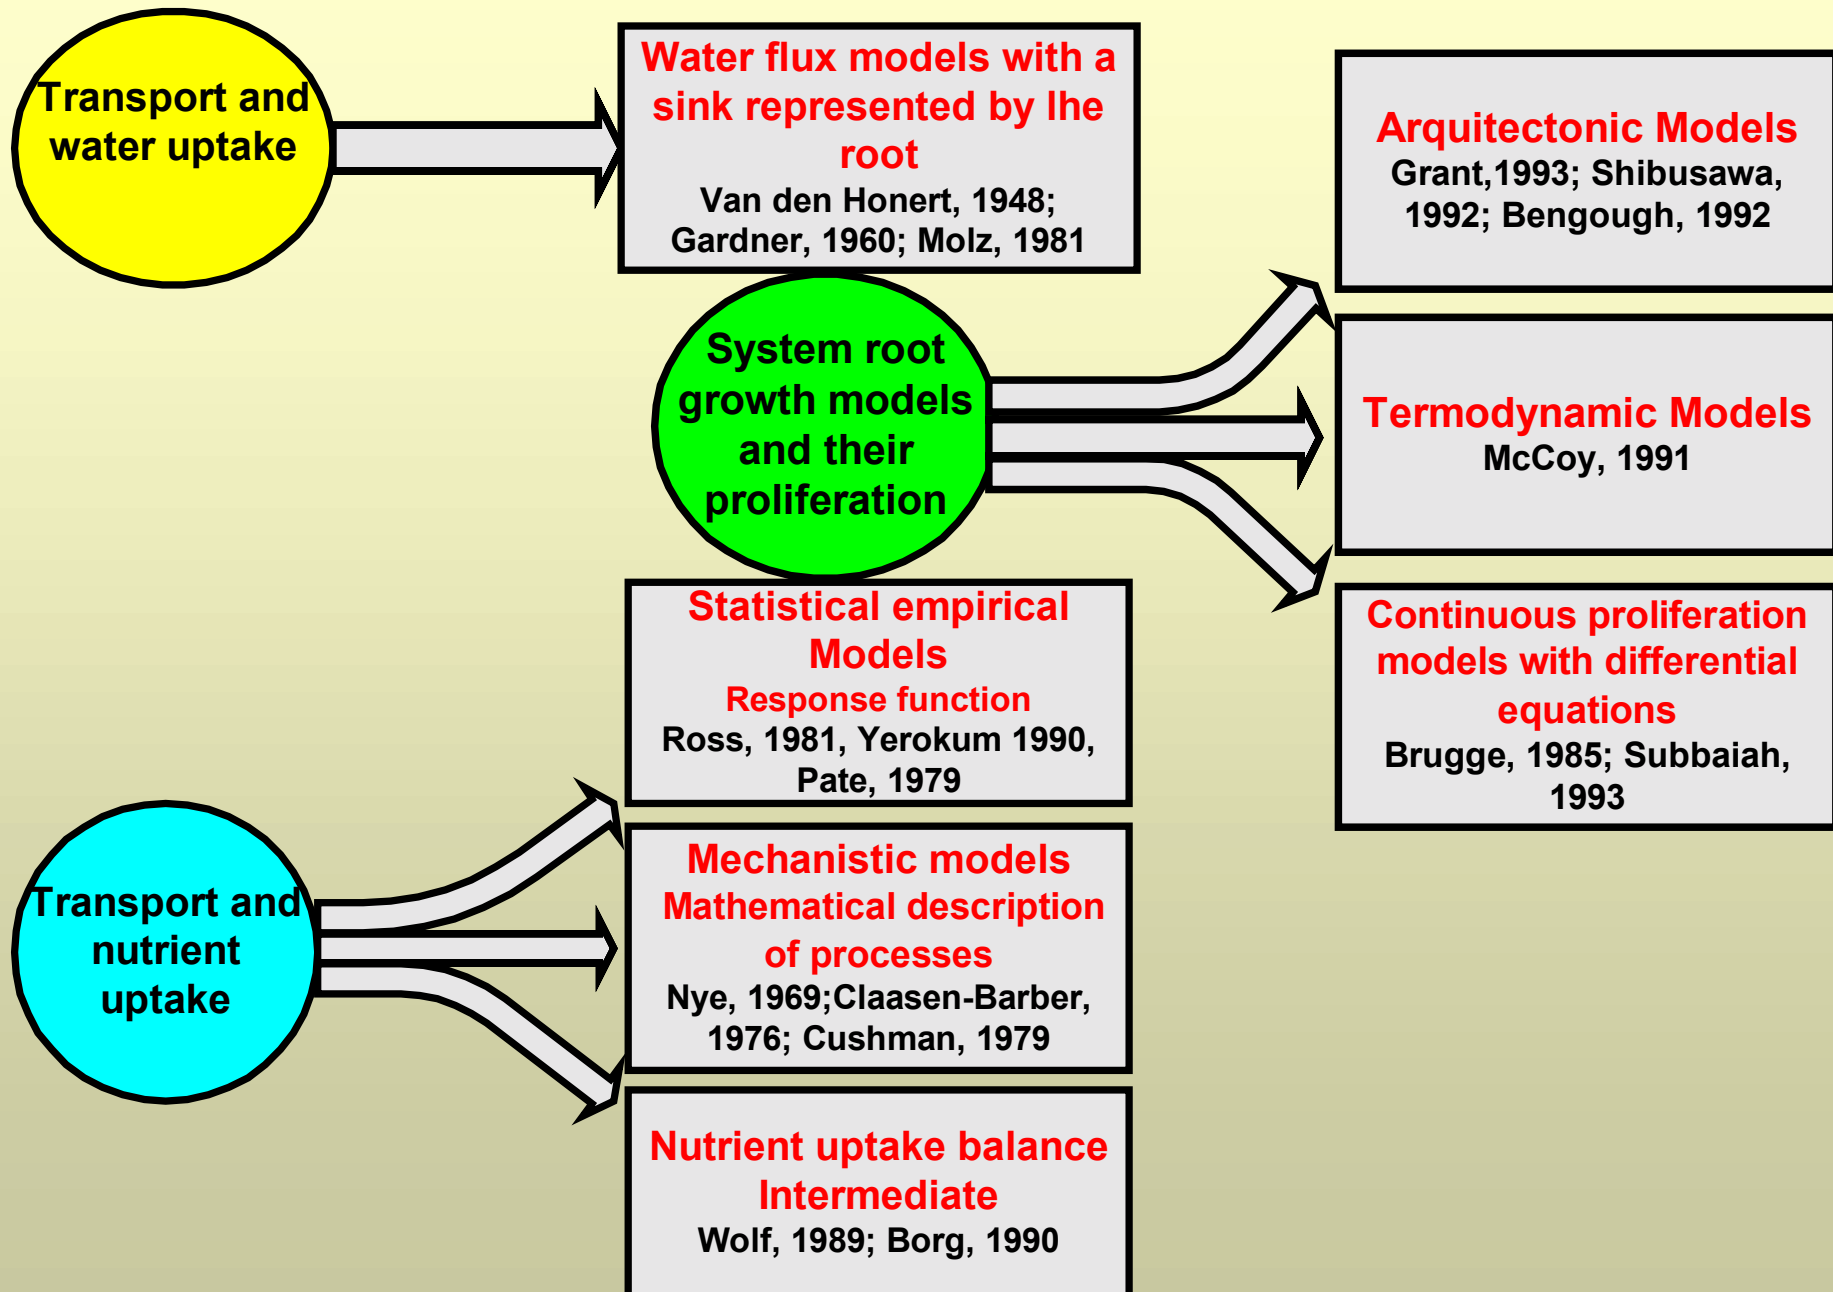 Transport and
water uptake
Water flux models with a
sink represented by lhe
root
Van den Honert, 1948;
Gardner, 1960; Molz, 1981
Arquitectonic Models
Grant,1993; Shibusawa,
1992; Bengough, 1992
System root
growth models
and their
proliferation
Termodynamic Models
McCoy, 1991
Continuous proliferation
models with differential
equations
Brugge, 1985; Subbaiah,
1993
Statistical empirical
Models
Response function
Ross, 1981, Yerokum 1990,
Pate, 1979
Transport and
nutrient
uptake
Mechanistic models
Mathematical description
of processes
Nye, 1969;Claasen-Barber,
1976; Cushman, 1979
Nutrient uptake balance
Intermediate
Wolf, 1989; Borg, 1990